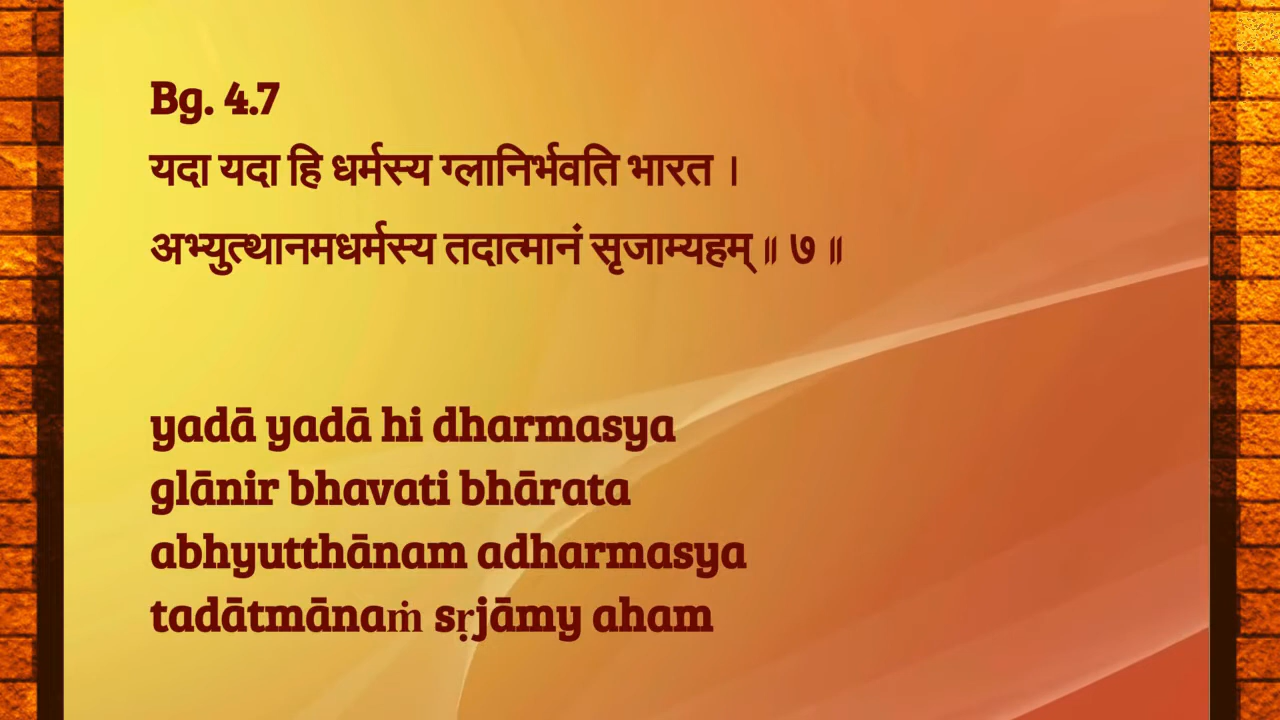 Bg. 4.7
यदा यदा हि धर्मस्य ग्लानिर्भवति भारत ।
अभ्युत्थानमधर्मस्य तदात्मानं सृजाम्यहम् ॥ ७ ॥
yadā yadā hi dharmasya
glānir bhavati bhārata
abhyutthānam adharmasya
tadātmānaṁ sṛjāmy aham